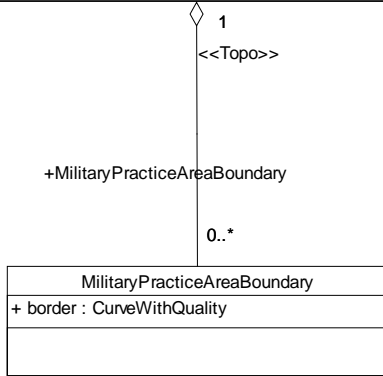 1
<<Topo>>
+MilitaryPracticeAreaBoundary
0..*
MilitaryPracticeAreaBoundary
+ border : CurveWithQuality